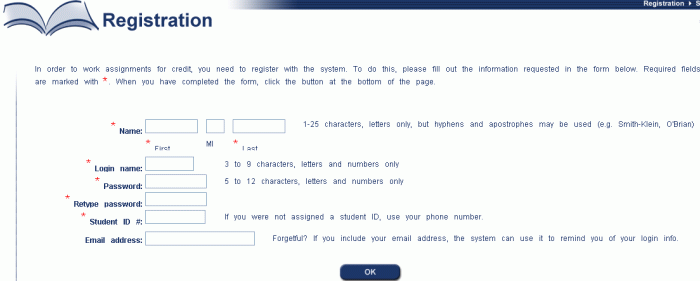 Registration ▸ S
Registration
In order to work assignments for credit, you need to register with the system. To do this, please fill out the information requested in the form below. Required fields
are marked with *. When you have completed the form, click the button at the bottom of the page.
* Name: 1-25 characters, letters only, but hyphens and apostrophes may be used (e.g. Smith-Klein, O'Brian)
* First MI * Last
* Login name: 3 to 9 characters, letters and numbers only
* Password: 5 to 12 characters, letters and numbers only
* Retype password:
* Student ID #: If you were not assigned a student ID, use your phone number.
Email address: Forgetful? If you include your email address, the system can use it to remind you of your login info.
OK